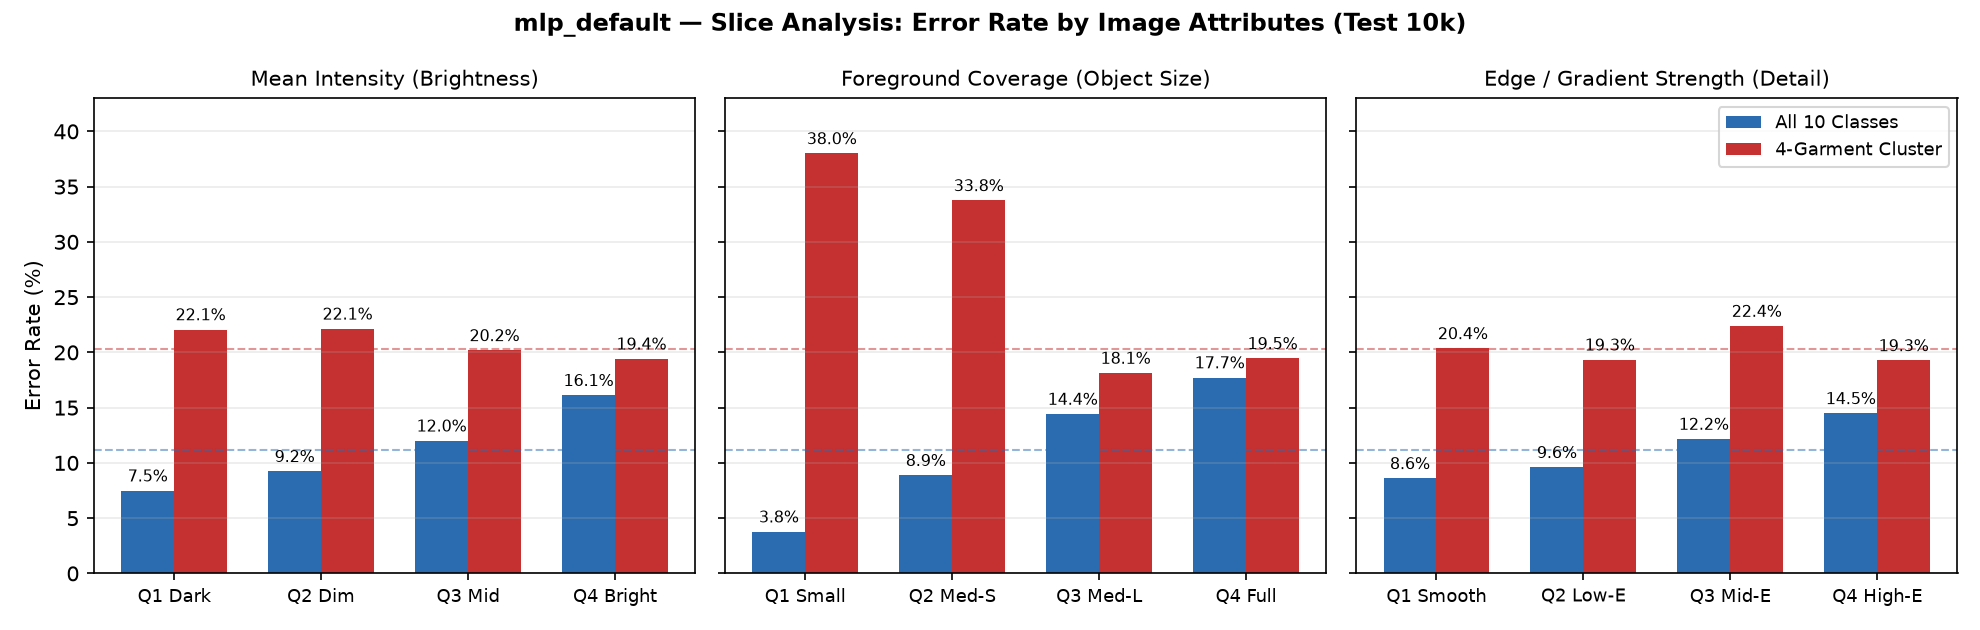 mlp_default — Slice Analysis: Error Rate by Image Attributes (Test 10k)
Mean Intensity (Brightness)
Error Rate (%)
40
35
30
25
20
15
10
5
0
7.5%
22.1%
9.2%
22.1%
12.0%
20.2%
16.1%
19.4%
Q1 Dark
Q2 Dim
Q3 Mid
Q4 Bright
Foreground Coverage (Object Size)
3.8%
38.0%
8.9%
33.8%
14.4%
18.1%
17.7%
19.5%
Q1 Small
Q2 Med-S
Q3 Med-L
Q4 Full
Edge / Gradient Strength (Detail)
All 10 Classes
4-Garment Cluster
8.6%
20.4%
9.6%
19.3%
12.2%
22.4%
14.5%
19.3%
Q1 Smooth
Q2 Low-E
Q3 Mid-E
Q4 High-E